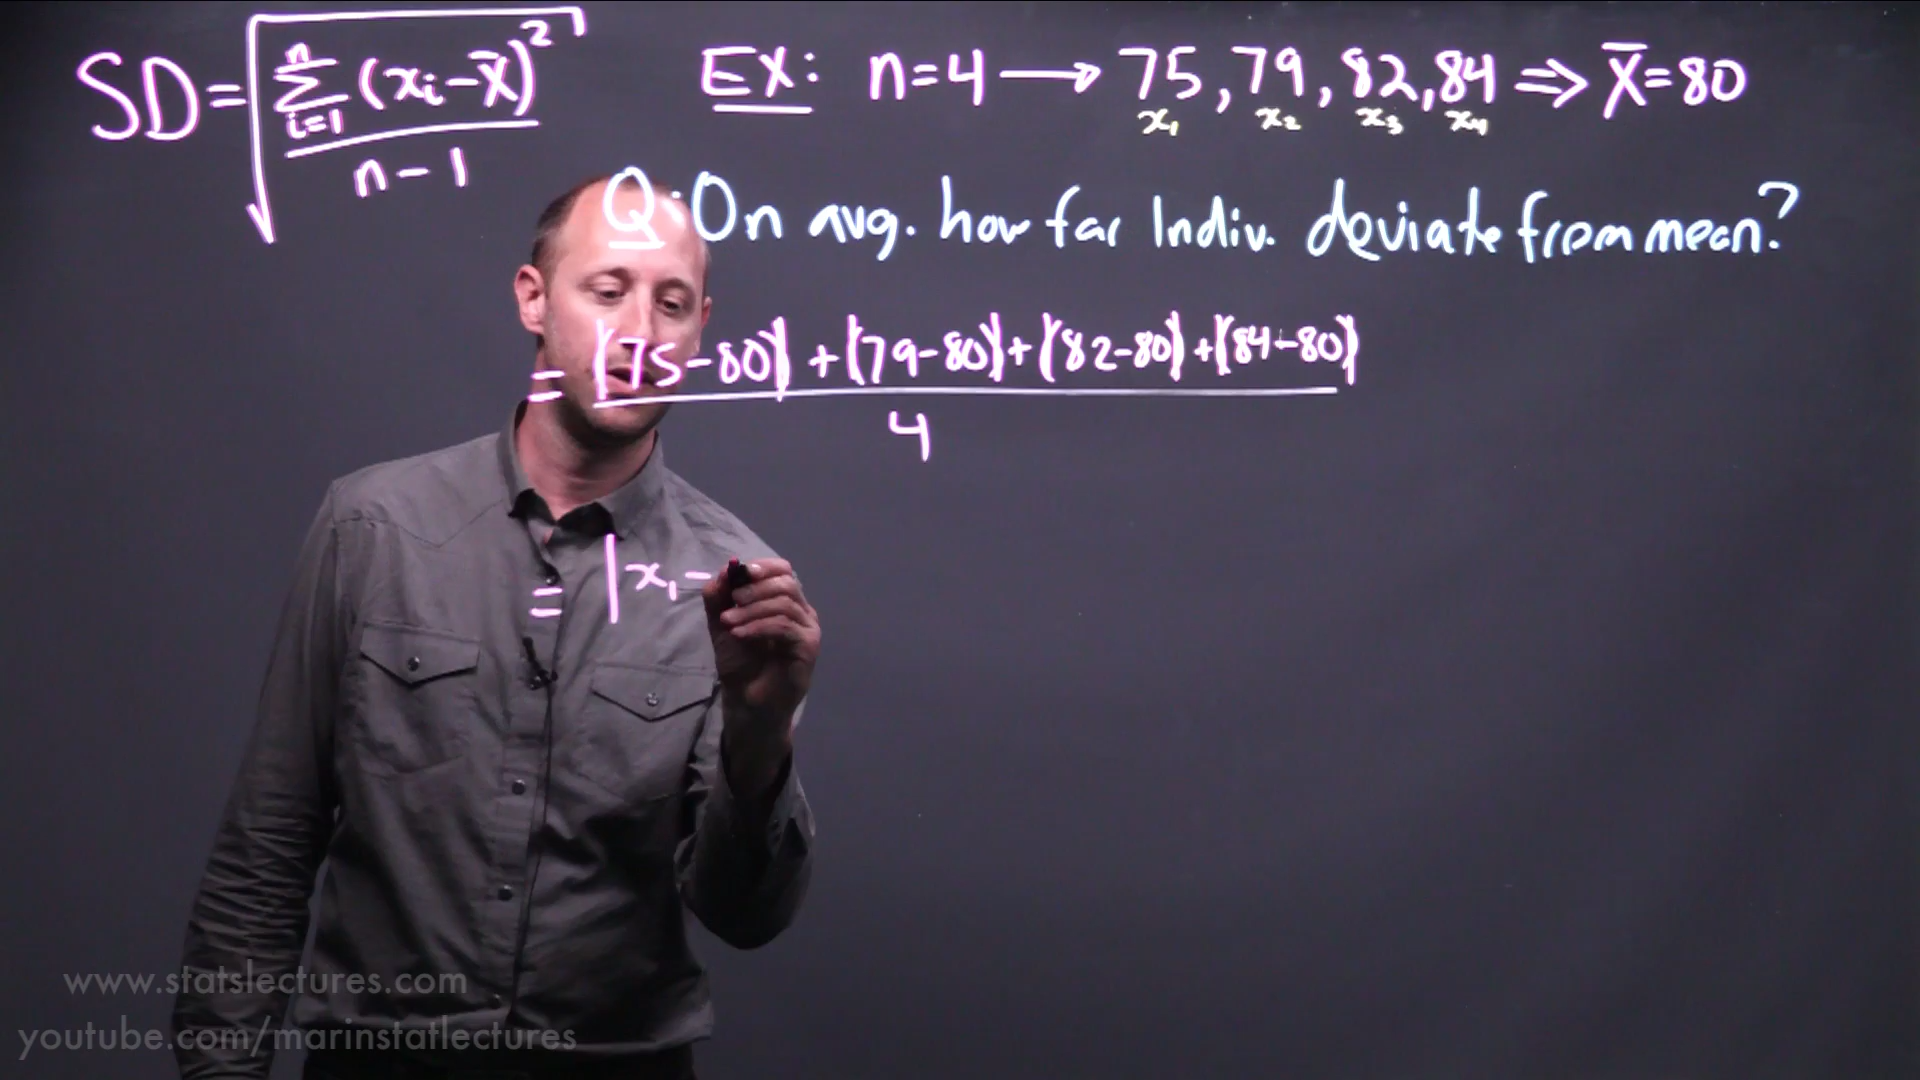 SD = √( Σ_{i=1}^{n} (xᵢ - x̄)² / (n - 1) )
EX: n=4 → 75, 79, 82, 84 ⇒ x̄ = 80
x₁ x₂ x₃ x₄
Q: On avg. how far Indiv. deviate from mean?
= |(75-80)| + |(79-80)| + |(82-80)| + |(84-80)|
4
= |x₁ -
www.statslectures.com
youtube.com/marinstatlectures